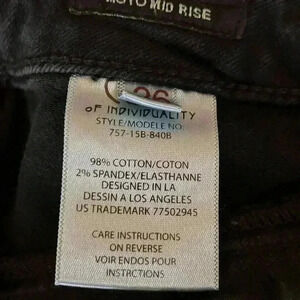 MOTO MID RISE
26
OF INDIVIDUALITY
STYLE/MODELE NO:
757-15B-840B
98% COTTON/COTON
2% SPANDEX/ELASTHANNE
DESIGNED IN LA
DESSIN A LOS ANGELES
US TRADEMARK 77502945
CARE INSTRUCTIONS
ON REVERSE
VOIR ENDOS POUR
INSTRCTIONS